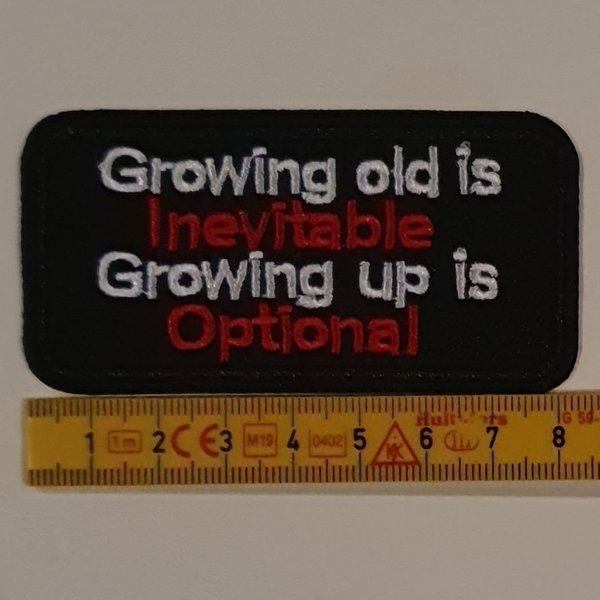 Growing old is
Inevitable
Growing up is
Optional
1 1m 2 CE 3 M19 4 0402 5 6 7 8
Hultafors